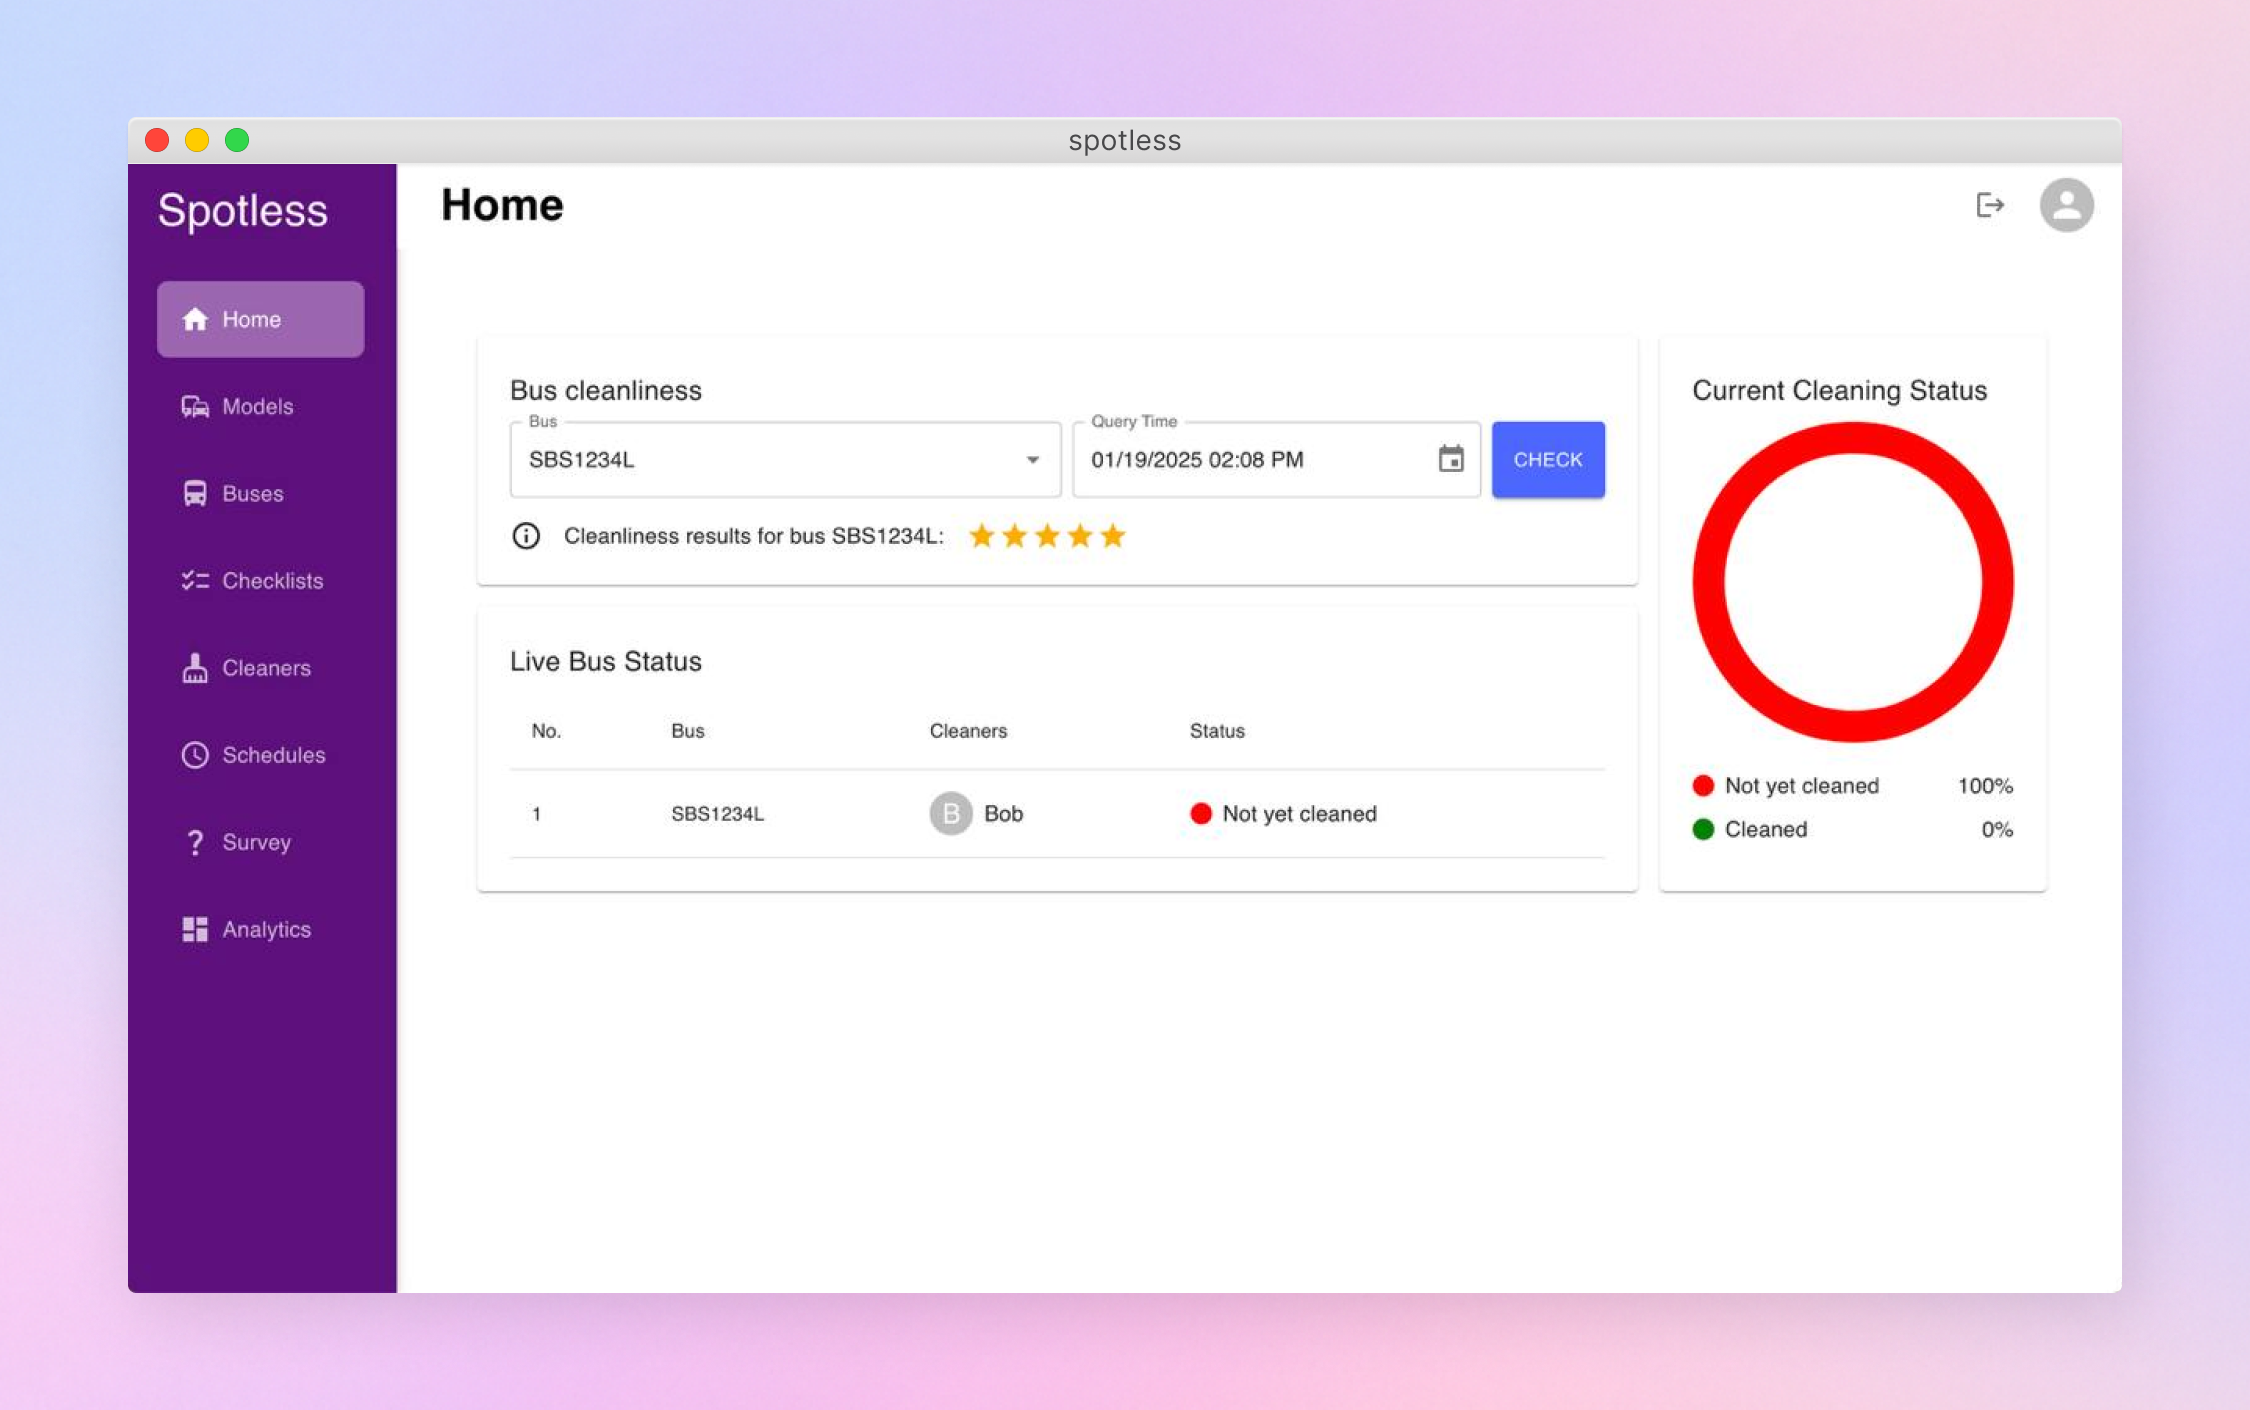 spotless
Spotless
Home
Home
Models
Buses
Checklists
Cleaners
Schedules
Survey
Analytics
Bus cleanliness
Bus
SBS1234L
Query Time
01/19/2025 02:08 PM
CHECK
Cleanliness results for bus SBS1234L:
Live Bus Status
No. Bus Cleaners Status
1 SBS1234L B Bob Not yet cleaned
Current Cleaning Status
Not yet cleaned 100%
Cleaned 0%